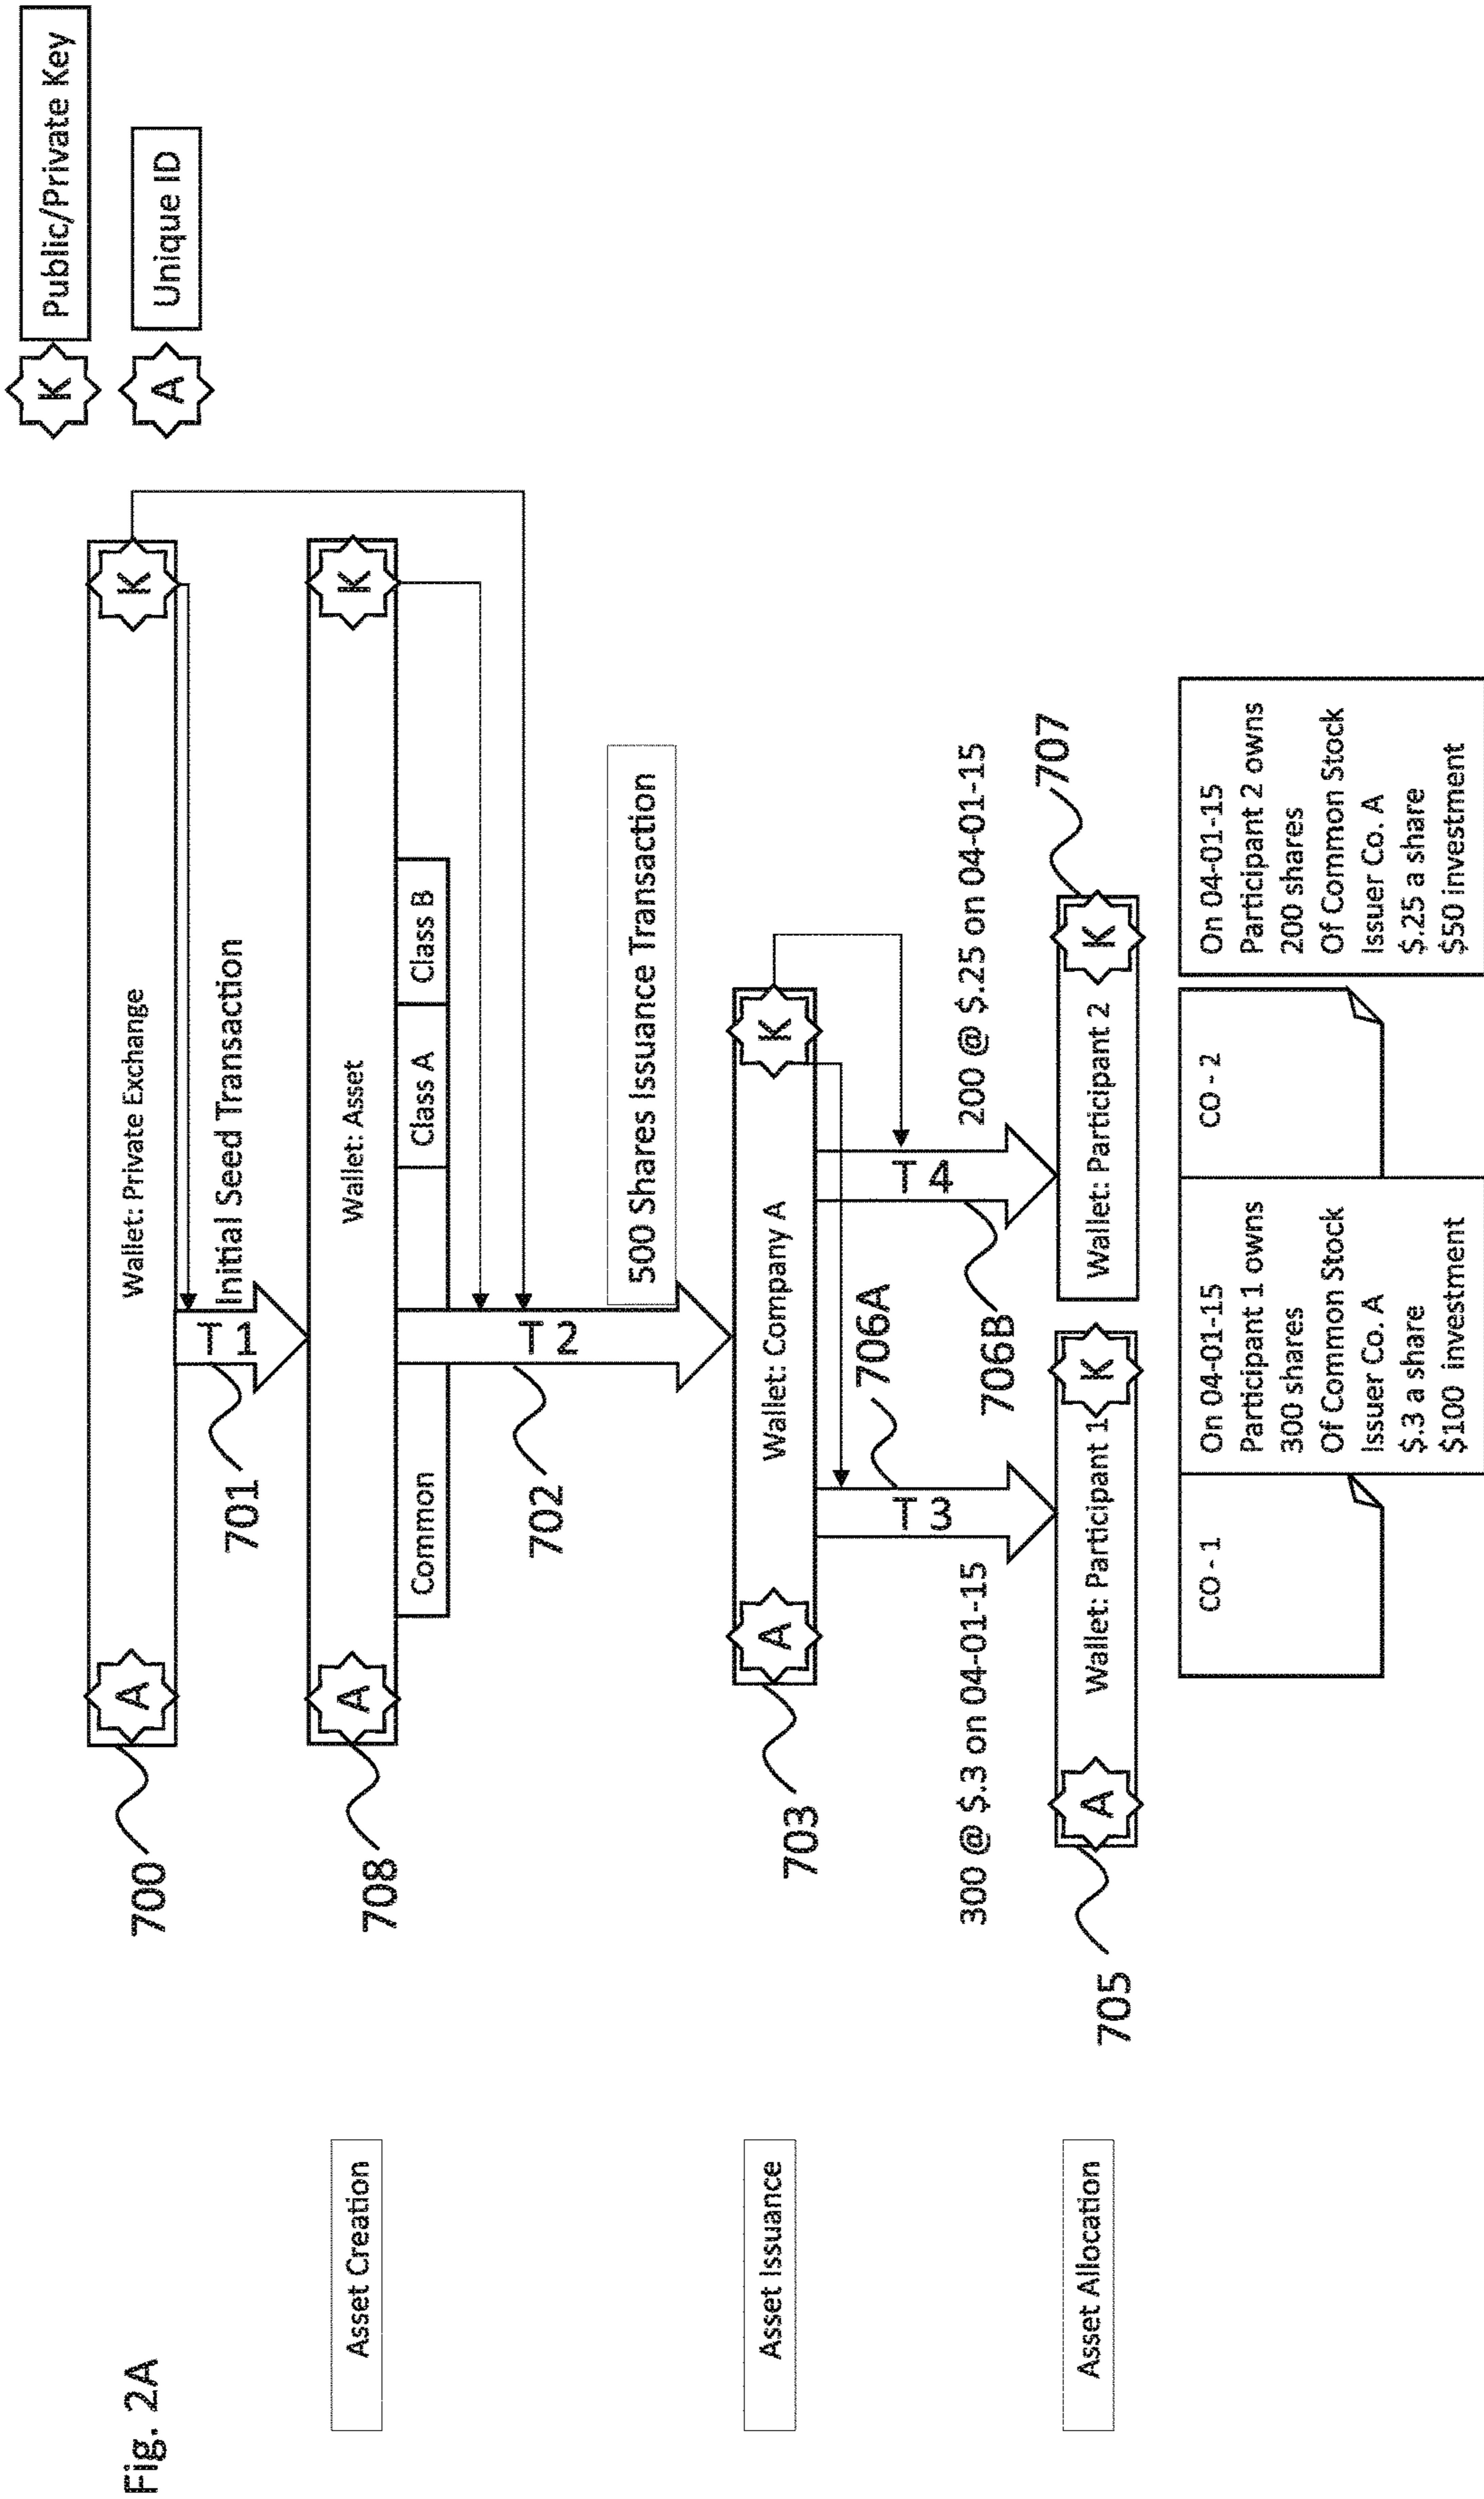 Fig. 2A
K
Public/Private Key
A
Unique ID
700
A
Wallet: Private Exchange
K
701
T 1
Initial Seed Transaction
Asset Creation
708
A
Wallet: Asset
K
Common
Class A
Class B
702
T 2
500 Shares Issuance Transaction
Asset Issuance
703
A
Wallet: Company A
K
706A
300 @ $.3 on 04-01-15
T 3
T 4
200 @ $.25 on 04-01-15
706B
707
Asset Allocation
705
A
Wallet: Participant 1
K
Wallet: Participant 2
K
CO - 1
On 04-01-15
Participant 1 owns
300 shares
Of Common Stock
Issuer Co. A
$.3 a share
$100 investment
CO - 2
On 04-01-15
Participant 2 owns
200 shares
Of Common Stock
Issuer Co. A
$.25 a share
$50 investment